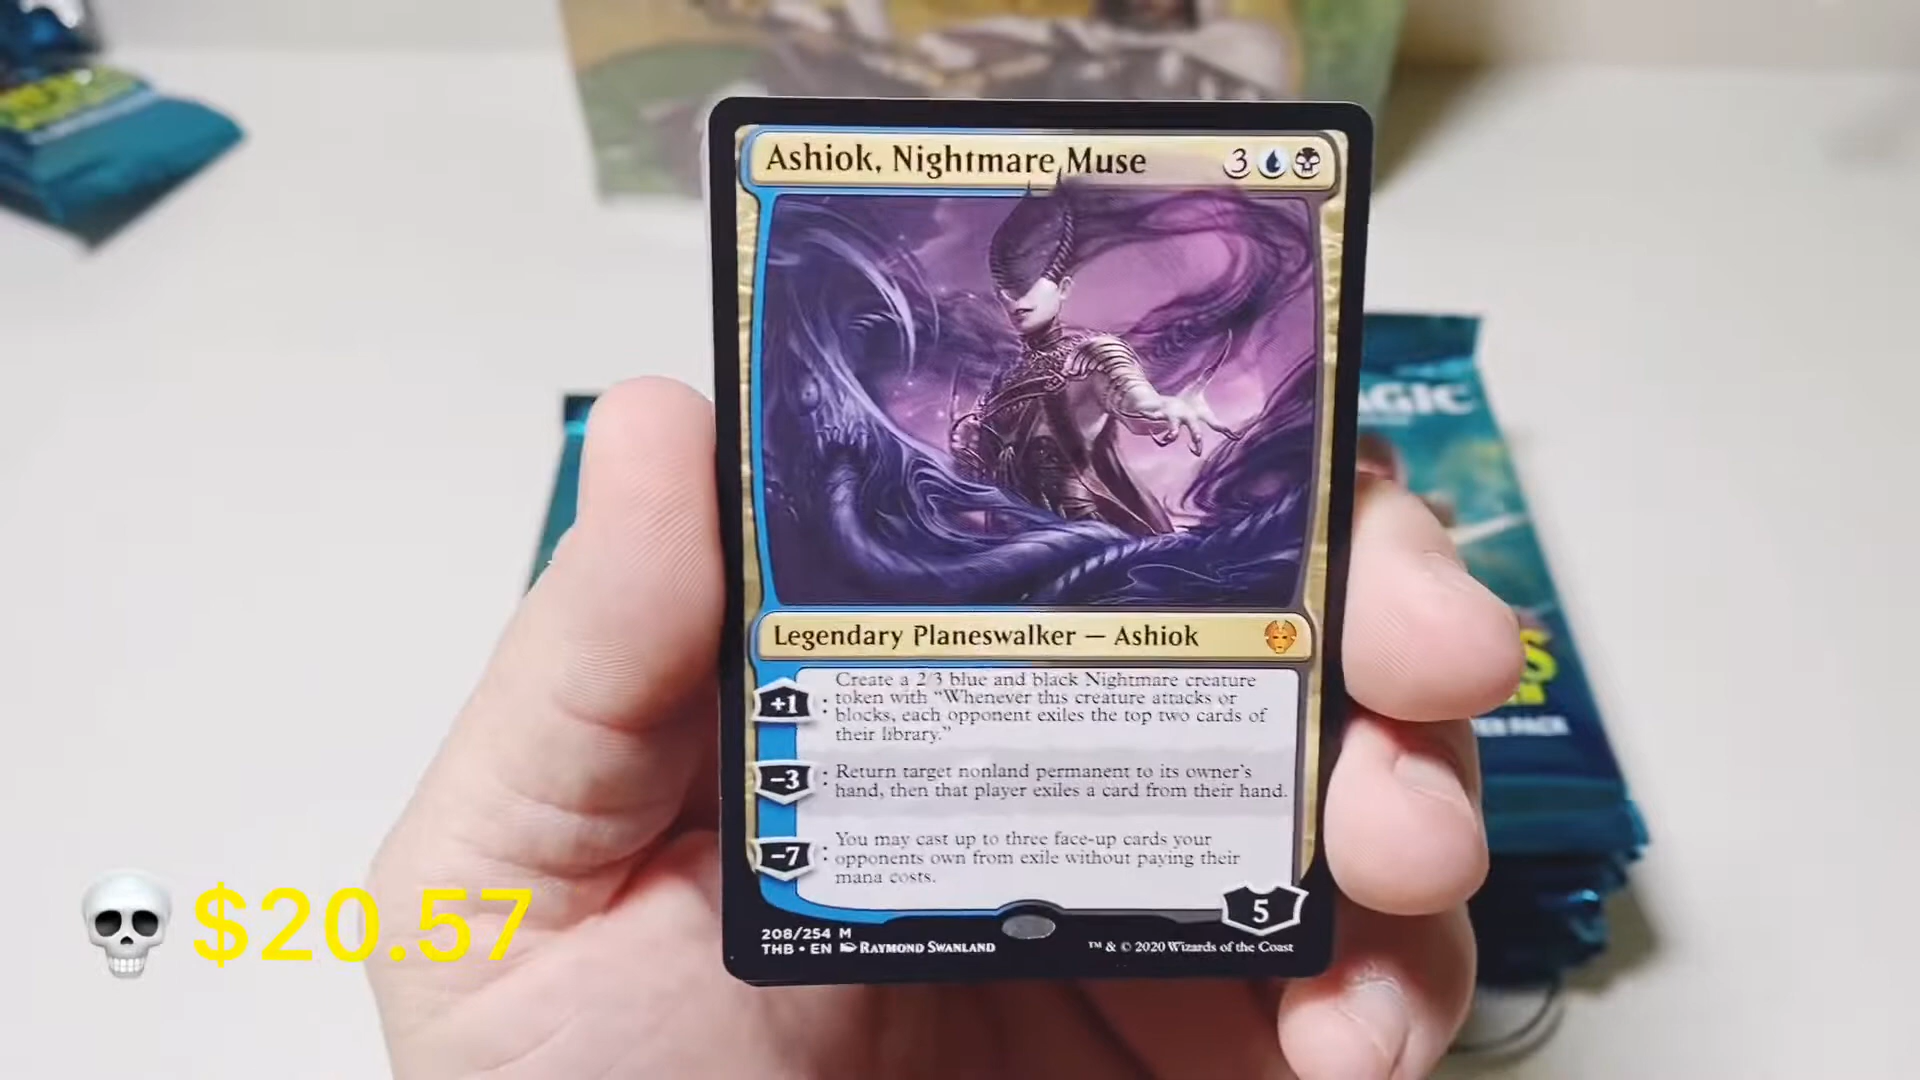 Ashiok, Nightmare Muse 3
Legendary Planeswalker — Ashiok
+1 : Create a 2/3 blue and black Nightmare creature
token with “Whenever this creature attacks or
blocks, each opponent exiles the top two cards of
their library.”
−3 : Return target nonland permanent to its owner’s
hand, then that player exiles a card from their hand.
−7 : You may cast up to three face-up cards your
opponents own from exile without paying their
mana costs.
5
208/254 M
THB • EN RAYMOND SWANLAND
™ & © 2020 Wizards of the Coast
$20.57